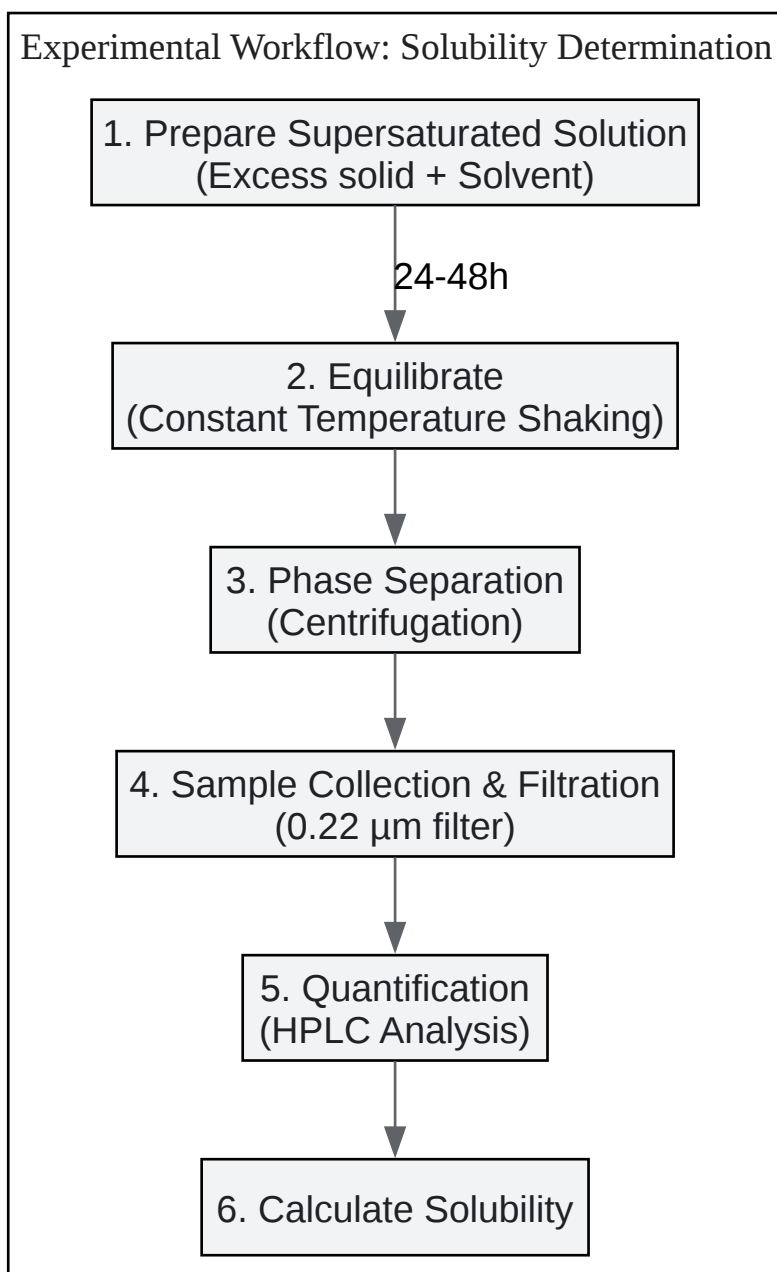 Experimental Workflow: Solubility Determination
1. Prepare Supersaturated Solution
(Excess solid + Solvent)
24-48h
2. Equilibrate
(Constant Temperature Shaking)
3. Phase Separation
(Centrifugation)
4. Sample Collection & Filtration
(0.22 µm filter)
5. Quantification
(HPLC Analysis)
6. Calculate Solubility